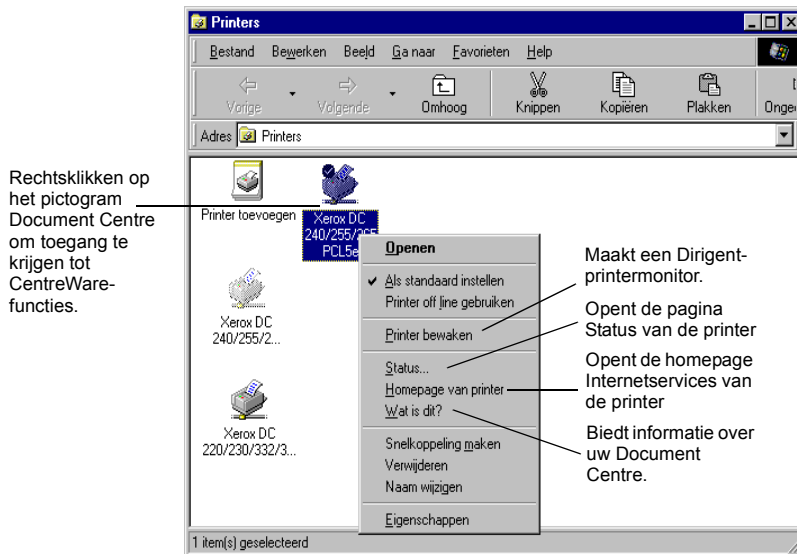 Printers
Bestand Bewerken Beeld Ga naar Favorieten Help
Vorige Volgende Omhoog Knippen Kopiëren Plakken
Adres Printers
Rechtsklikken op
het pictogram
Document Centre
om toegang te
krijgen tot
CentreWare-
functies.
Printer toevoegen
Xerox DC
240/255/265
PCL5e
Xerox DC
240/255/2...
Xerox DC
220/230/332/3...
Openen
Als standaard instellen
Printer off line gebruiken
Printer bewaken
Status...
Homepage van printer
Wat is dit?
Snelkoppeling maken
Verwijderen
Naam wijzigen
Eigenschappen
Maakt een Dirigent-
printermonitor.
Opent de pagina
Status van de printer
Opent de homepage
Internetservices van
de printer
Biedt informatie over
uw Document
Centre.
1 item(s) geselecteerd